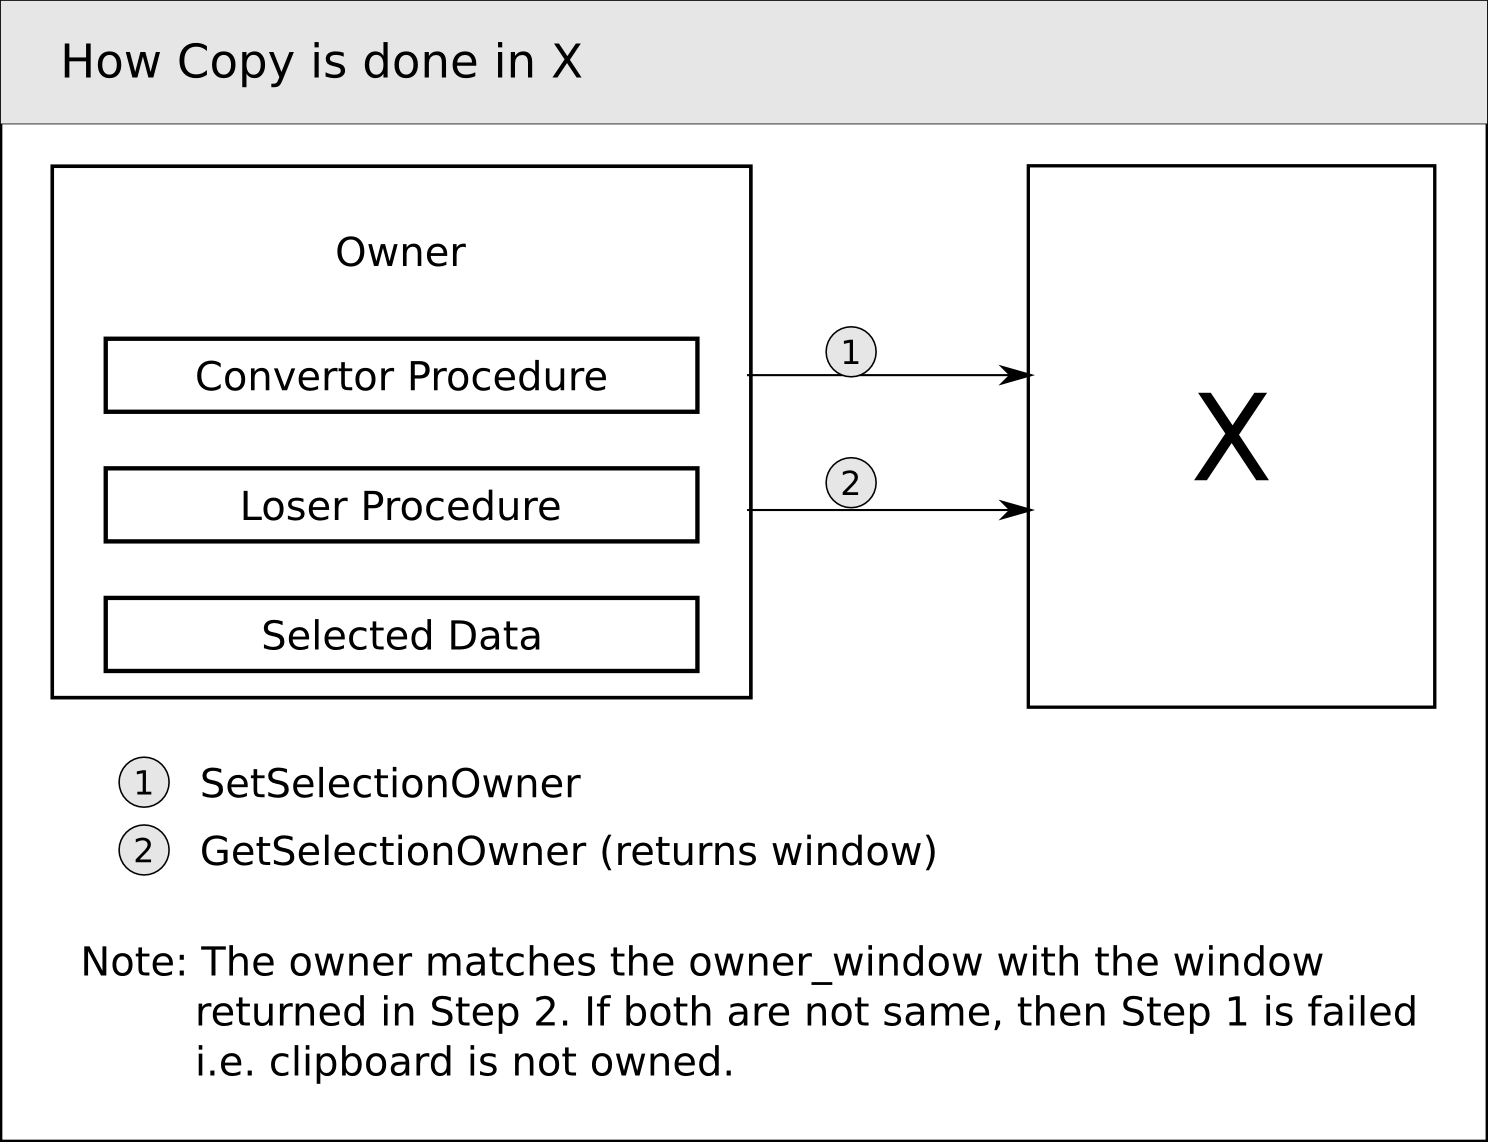 How Copy is done in X
Owner
Convertor Procedure
Loser Procedure
Selected Data
1
2
X
1 SetSelectionOwner
2 GetSelectionOwner (returns window)
Note: The owner matches the owner_window with the window
returned in Step 2. If both are not same, then Step 1 is failed
i.e. clipboard is not owned.